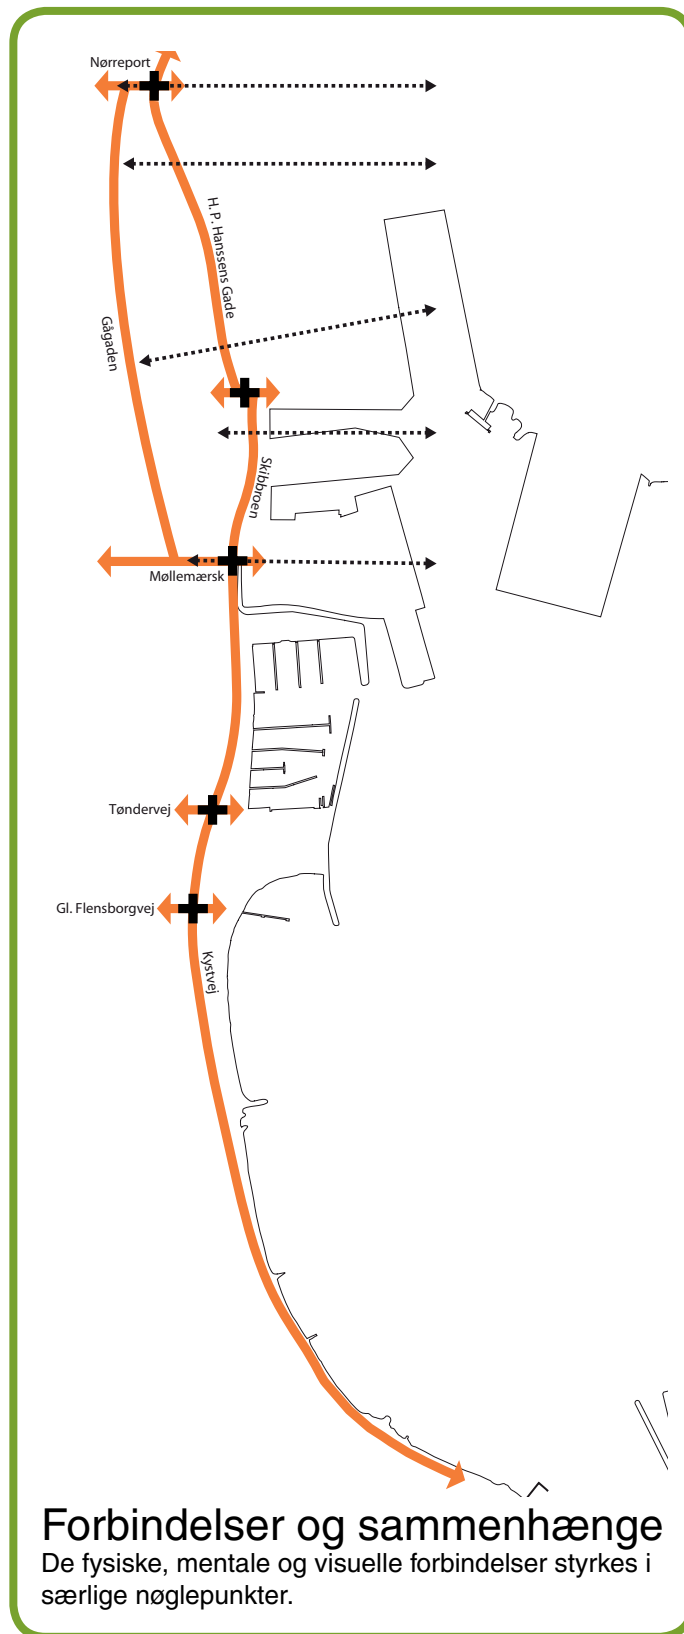 Nørreport
H. P. Hanssens Gade
Gågaden
Skibbroen
Møllemærsk
Tøndervej
Gl. Flensborgvej
Kystvej
Forbindelser og sammenhænge
De fysiske, mentale og visuelle forbindelser styrkes i
særlige nøglepunkter.